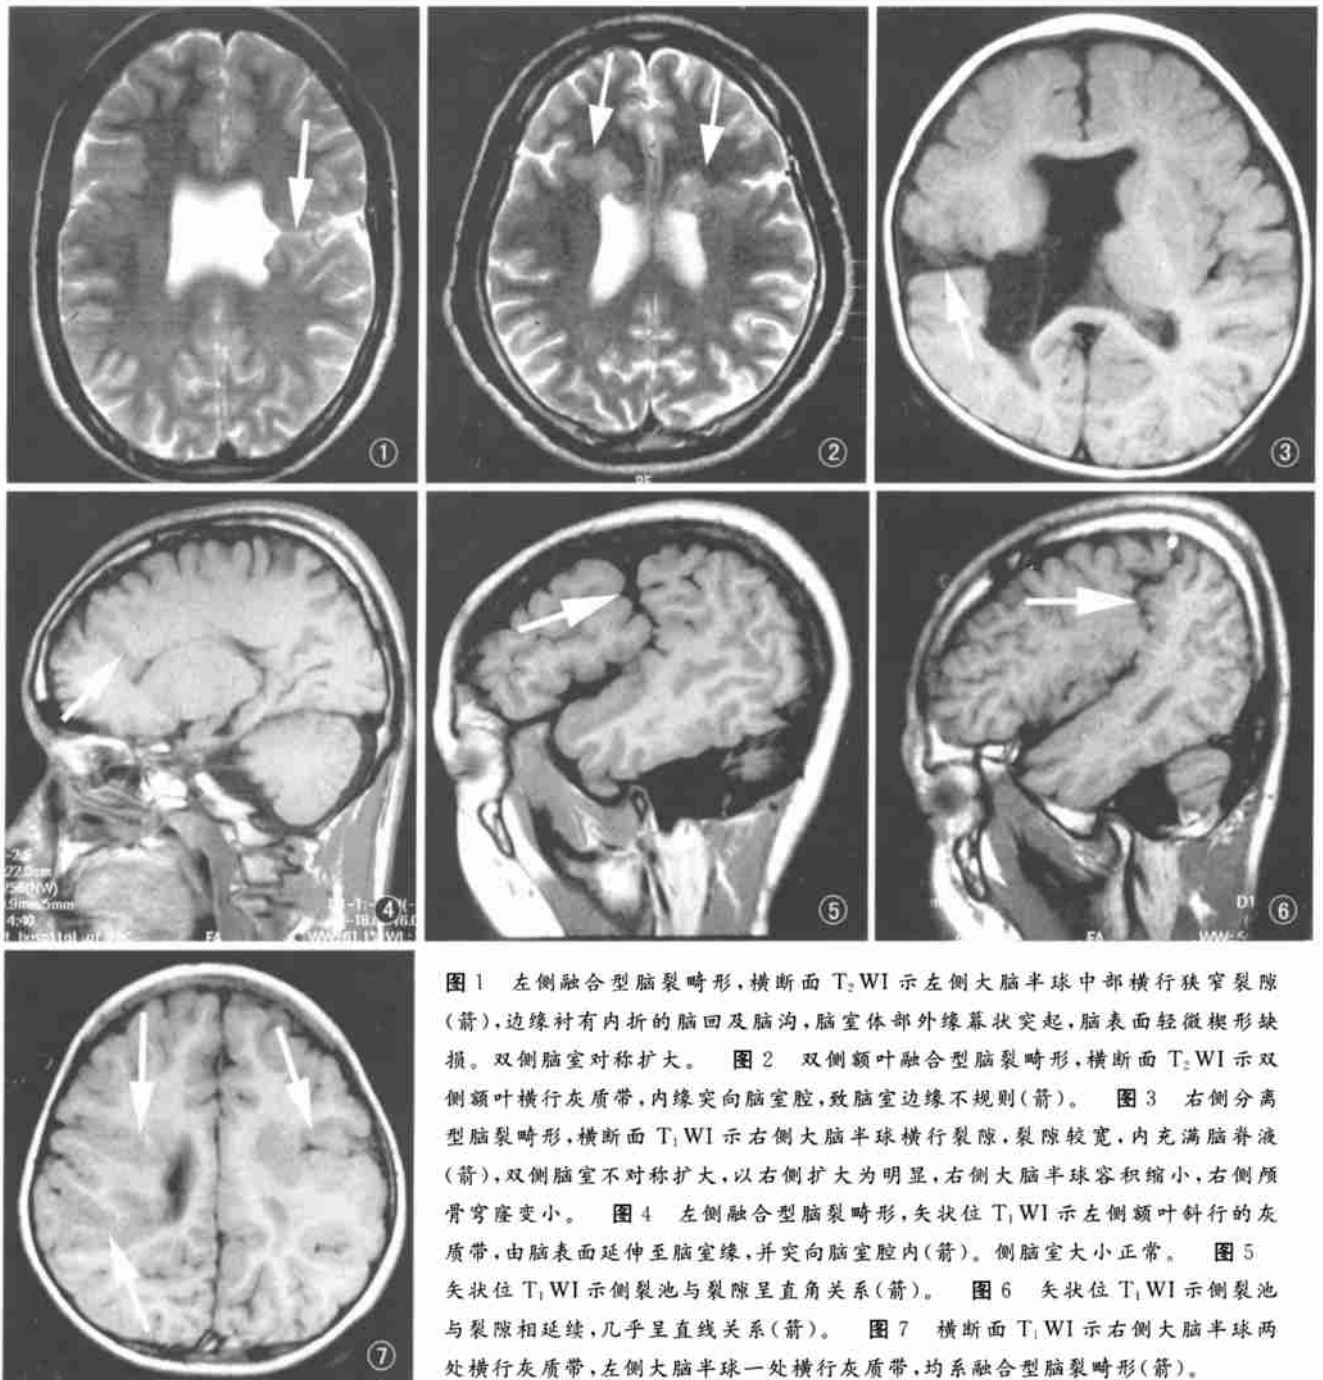 ①
②
③
④
⑤
⑥
⑦
图1 左侧融合型脑裂畸形,横断面 T₂WI 示左侧大脑半球中部横行狭窄裂隙
(箭),边缘衬有内折的脑回及脑沟,脑室体部外缘幕状突起,脑表面轻微楔形缺
损。双侧脑室对称扩大。 图2 双侧额叶融合型脑裂畸形,横断面 T₂WI 示双
侧额叶横行灰质带,内缘突向脑室腔,致脑室边缘不规则(箭)。 图3 右侧分离
型脑裂畸形,横断面 T₁WI 示右侧大脑半球横行裂隙,裂隙较宽,内充满脑脊液
(箭),双侧脑室不对称扩大,以右侧扩大为明显,右侧大脑半球容积缩小,右侧颅
骨穹窿变小。 图4 左侧融合型脑裂畸形,矢状位 T₁WI 示左侧额叶斜行的灰
质带,由脑表面延伸至脑室缘,并突向脑室腔内(箭)。侧脑室大小正常。 图5
矢状位 T₁WI 示侧裂池与裂隙呈直角关系(箭)。 图6 矢状位 T₁WI 示侧裂池
与裂隙相延续,几乎呈直线关系(箭)。 图7 横断面 T₁WI 示右侧大脑半球两
处横行灰质带,左侧大脑半球一处横行灰质带,均系融合型脑裂畸形(箭)。